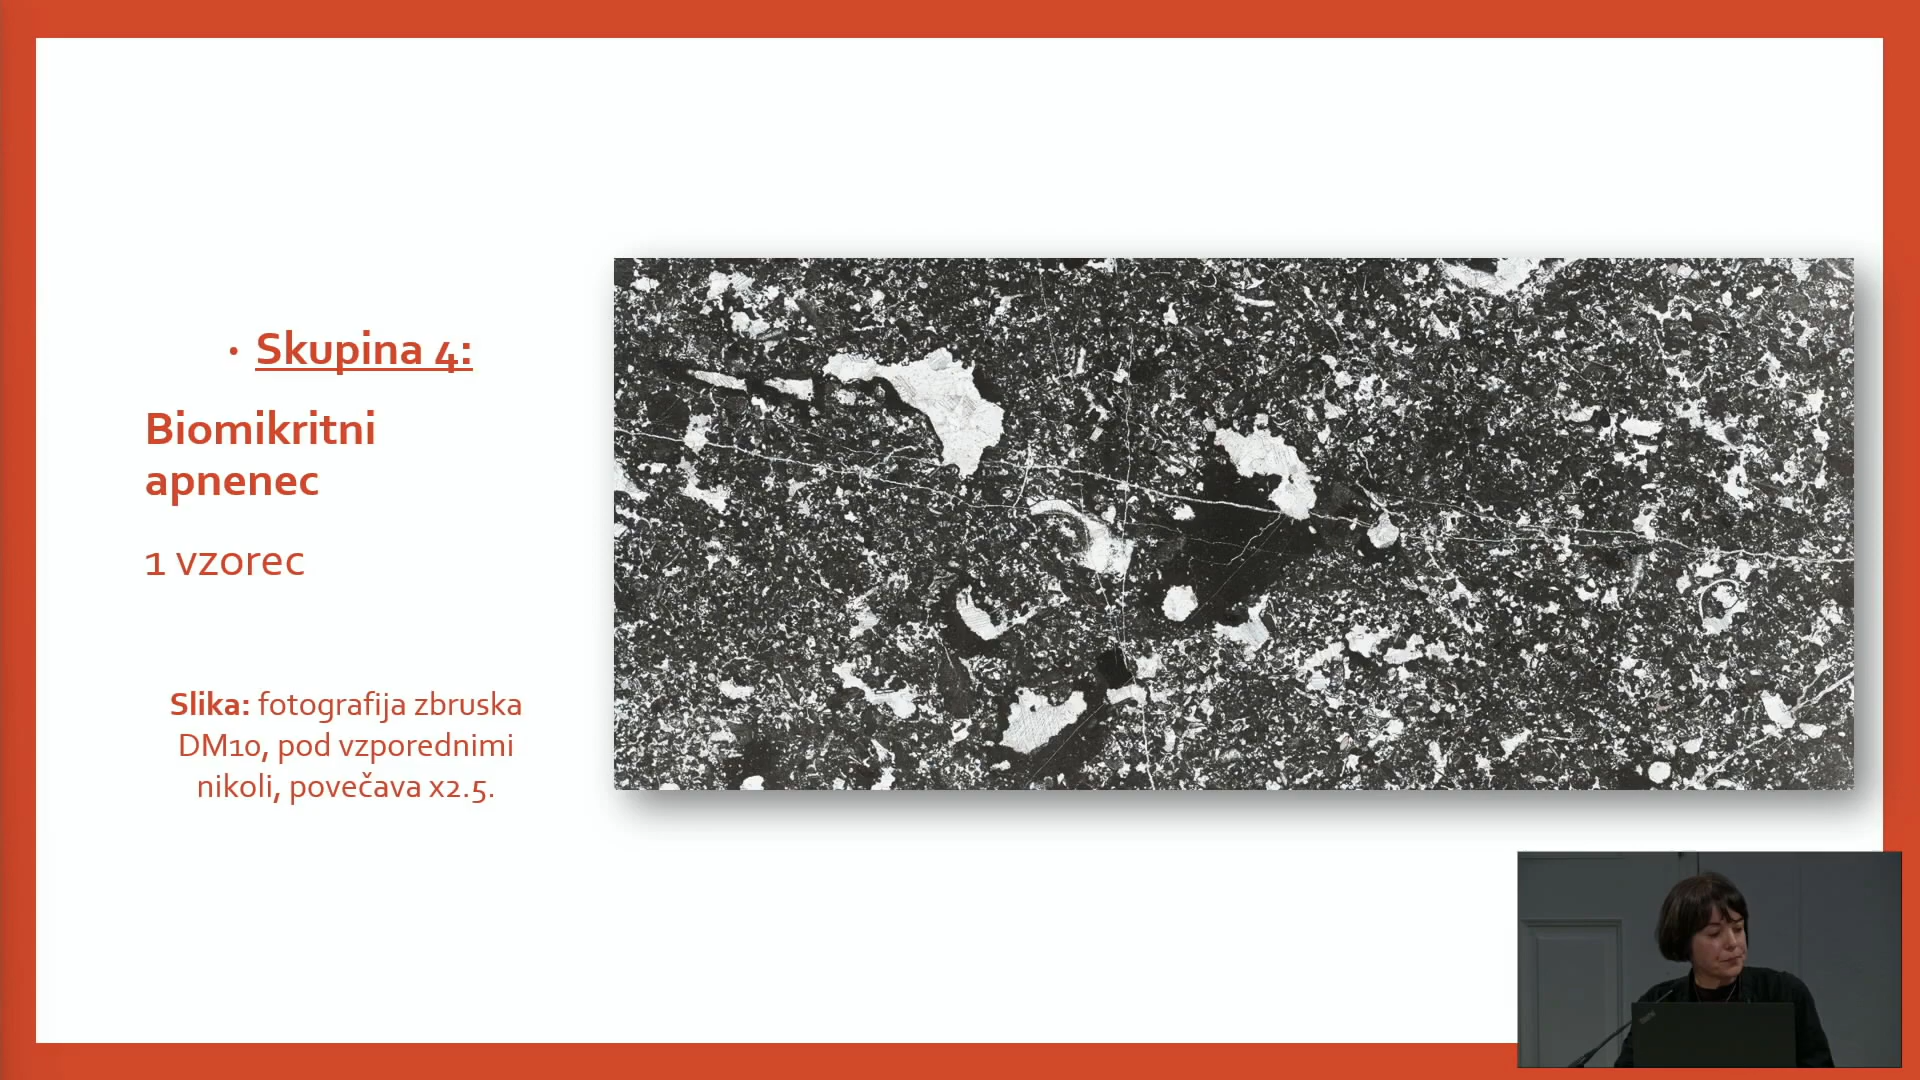 • Skupina 4:
Biomikritni
apnenec
1 vzorec
Slika: fotografija zbruska
DM10, pod vzporednimi
nikoli, povečava x2.5.